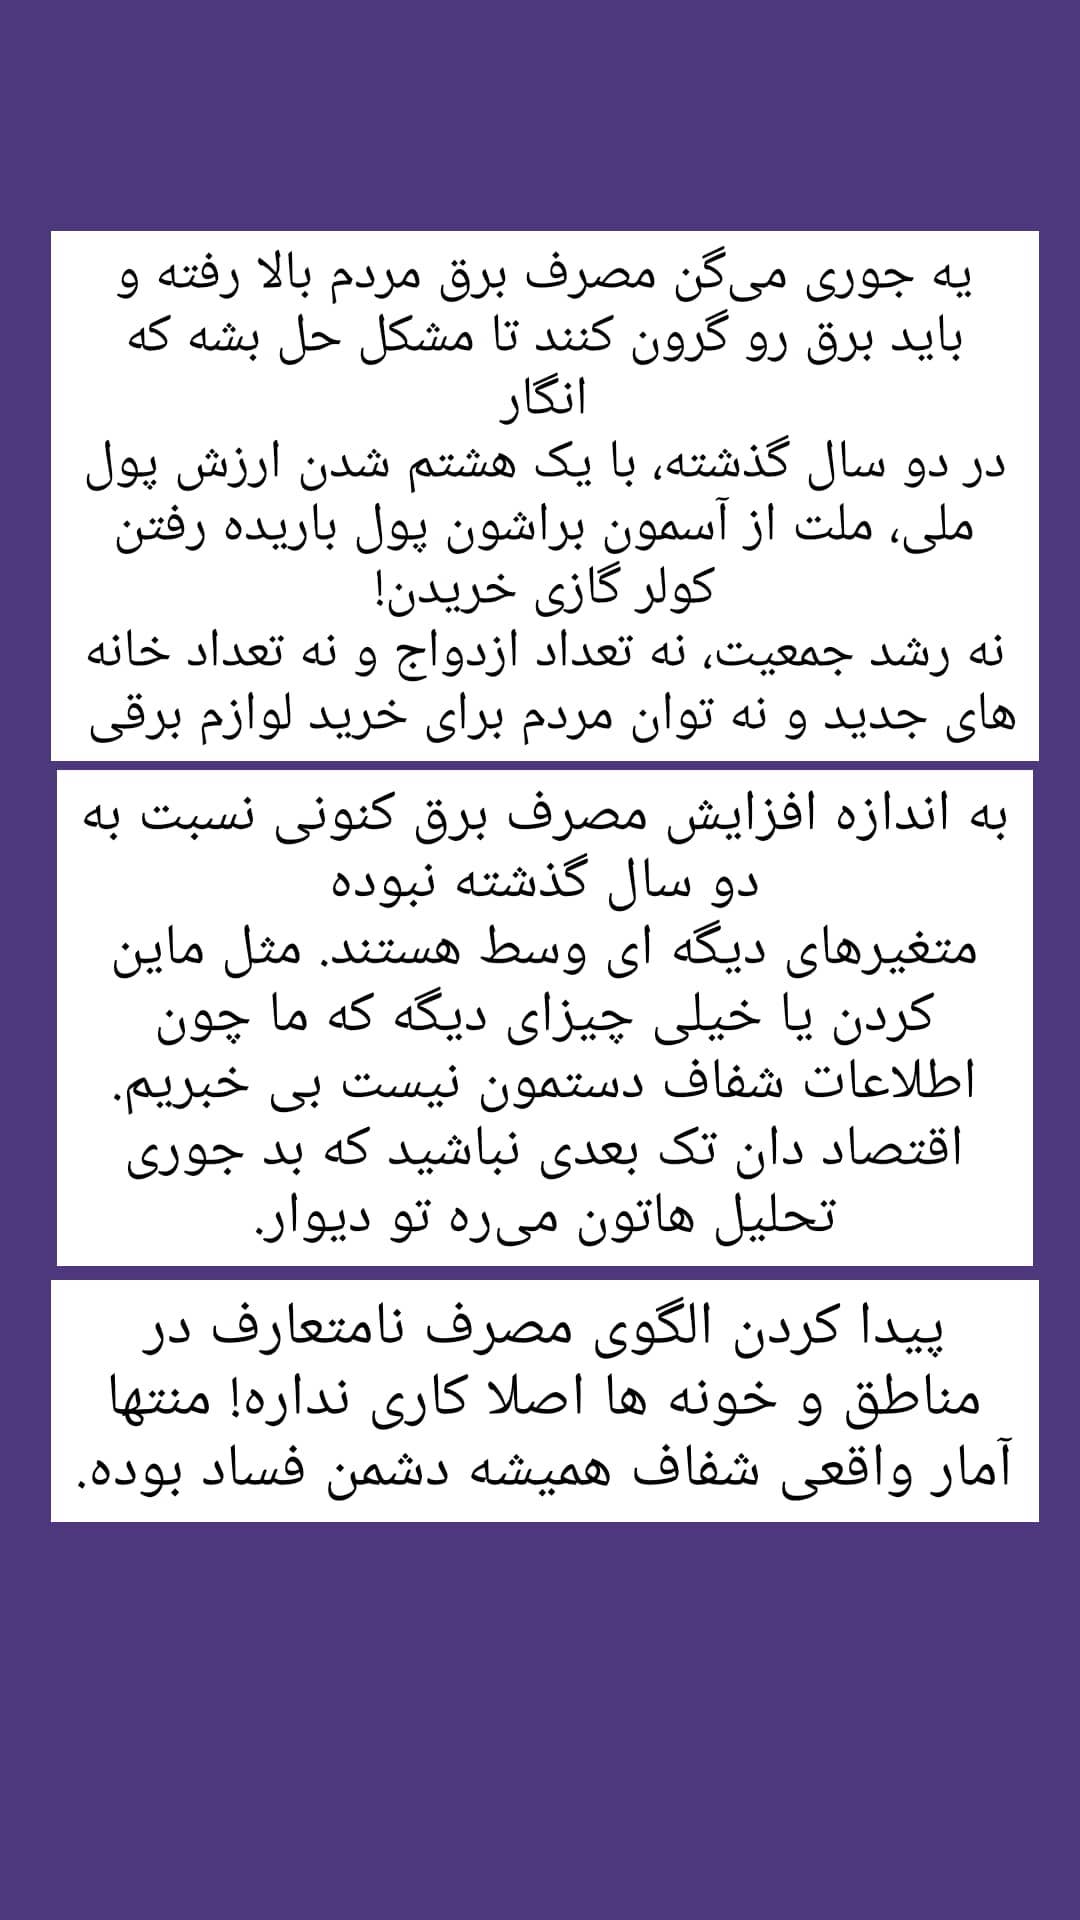 یه جوری می‌گن مصرف برق مردم بالا رفته و
باید برق رو گرون کنند تا مشکل حل بشه که
انگار
در دو سال گذشته، با یک هشتم شدن ارزش پول
ملی، ملت از آسمون براشون پول باریده رفتن
کولر گازی خریدن!
نه رشد جمعیت، نه تعداد ازدواج و نه تعداد خانه
های جدید و نه توان مردم برای خرید لوازم برقی
به اندازه افزایش مصرف برق کنونی نسبت به
دو سال گذشته نبوده
متغیرهای دیگه ای وسط هستند. مثل ماین
کردن یا خیلی چیزای دیگه که ما چون
اطلاعات شفاف دستمون نیست بی خبریم.
اقتصاد دان تک بعدی نباشید که بد جوری
تحلیل هاتون می‌ره تو دیوار.
پیدا کردن الگوی مصرف نامتعارف در
مناطق و خونه ها اصلا کاری نداره! منتها
آمار واقعی شفاف همیشه دشمن فساد بوده.